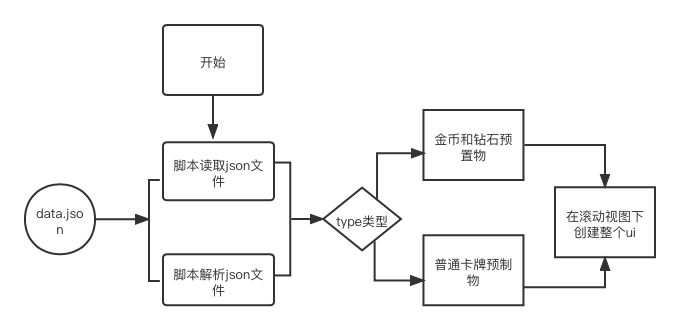 开始
脚本读取json文
件
data.jso
n
脚本解析json文
件
type类型
金币和钻石预
置物
普通卡牌预制
物
在滚动视图下
创建整个ui